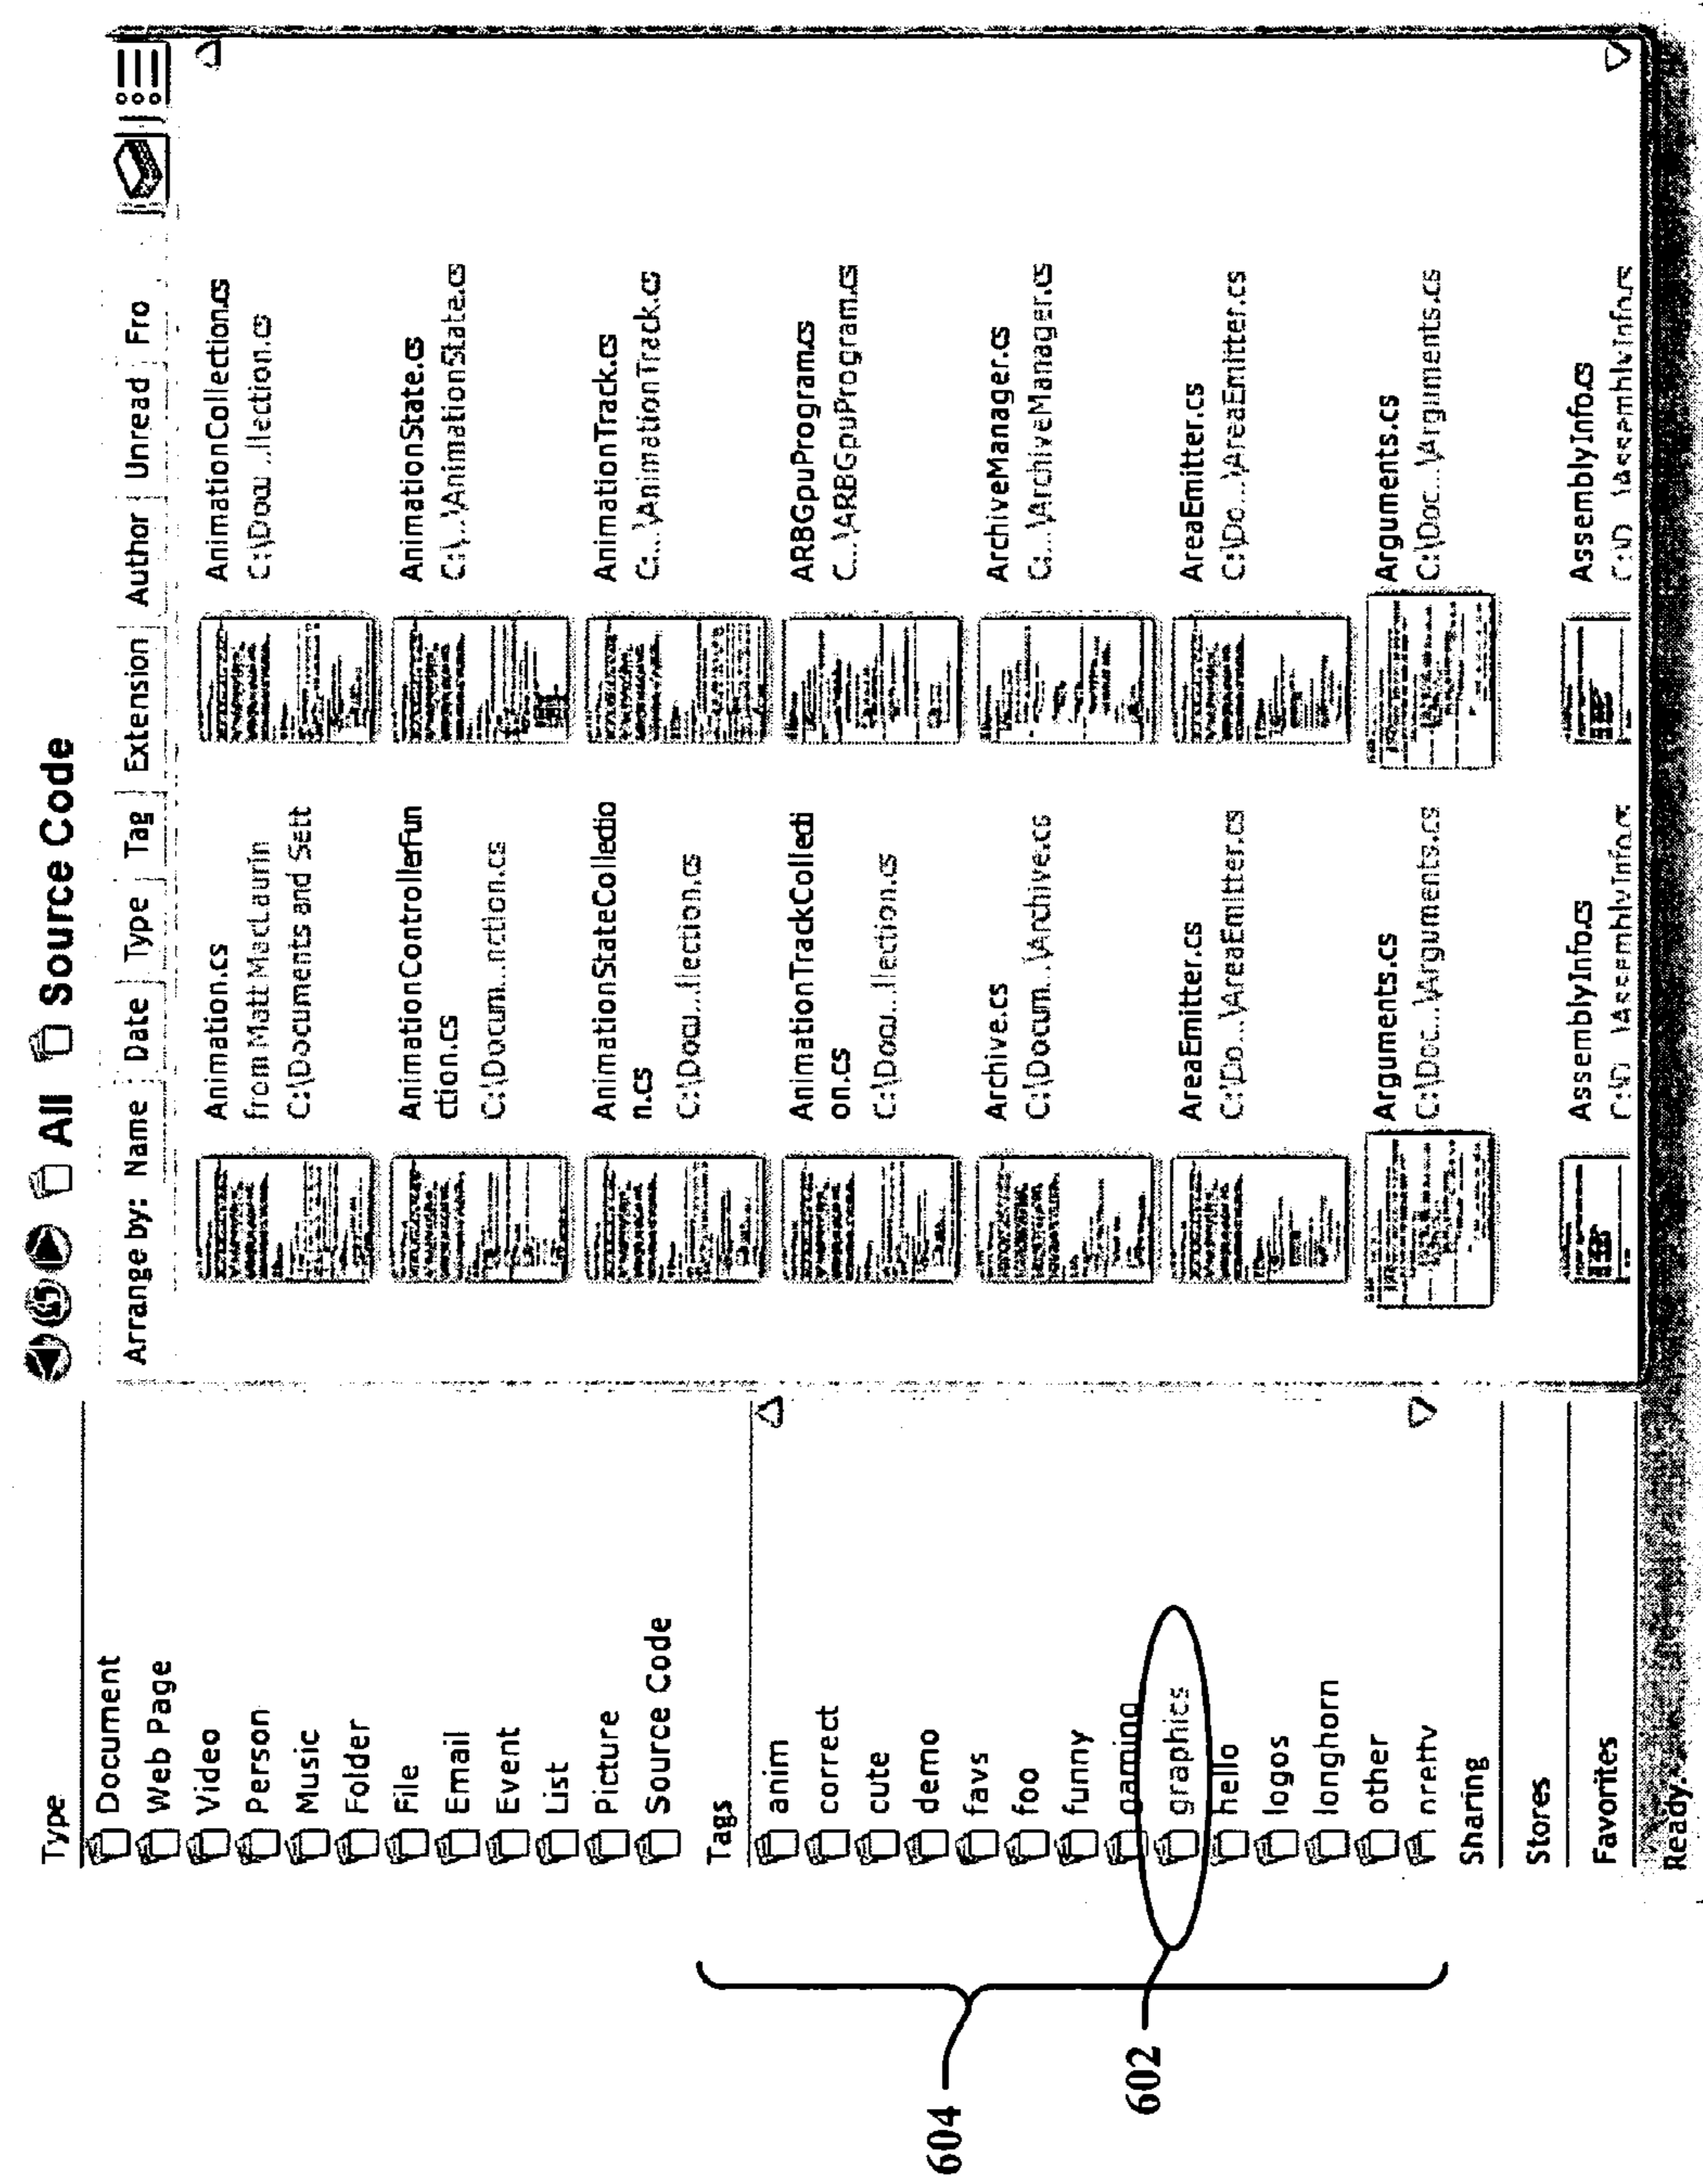 All Source Code
Arrange by: Name Date Type Tag Extension Author Unread Fro
Type
Document
Web Page
Video
Person
Music
Folder
File
Email
Event
List
Picture
Source Code
Tags
anim
correct
cute
demo
favs
foo
funny
gaming
graphics
hello
logos
longhorn
other
pretty
Sharing
Stores
Favorites
Ready.
Animation.cs
from Matt MacLaurin
C:\Documents and Sett
AnimationCollection.cs
C:\Docu...llection.cs
AnimationControllerFun
ction.cs
C:\Docum...nction.cs
AnimationState.cs
C:\...\AnimationState.cs
AnimationStateCollectio
n.cs
C:\Docu...llection.cs
AnimationTrack.cs
C:...\AnimationTrack.cs
AnimationTrackCollecti
on.cs
C:\Docu...llection.cs
ARBGpuProgram.cs
C...\ARBGpuProgram.cs
Archive.cs
C:\Docum...\Archive.cs
ArchiveManager.cs
C:...\ArchiveManager.cs
AreaEmitter.cs
C:\Do...\AreaEmitter.cs
AreaEmitter.cs
C:\Do...\AreaEmitter.cs
Arguments.cs
C:\Doc...\Arguments.cs
Arguments.cs
C:\Doc...\Arguments.cs
AssemblyInfo.cs
C:\D \AssemblyInfo.cs
AssemblyInfo.cs
C:\D \AssemblyInfo.cs
604
602